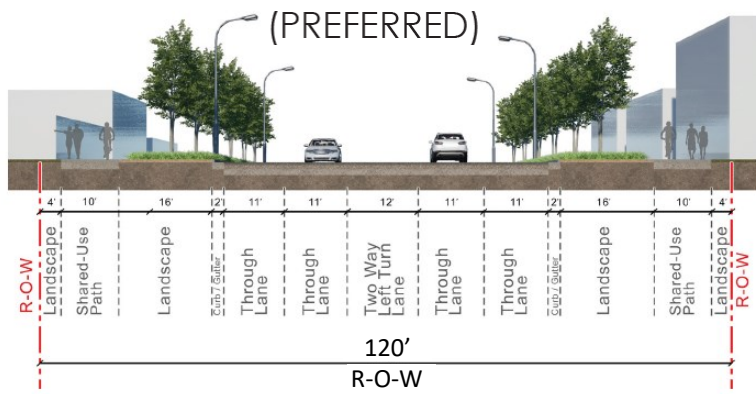 (PREFERRED)
4' 10' 16' 2' 11' 11' 12' 11' 11' 2' 16' 10' 4'
R-O-W
Landscape
Shared-Use
Path
Landscape
Curb / Gutter
Through
Lane
Through
Lane
Two Way
Left Turn
Lane
Through
Lane
Through
Lane
Curb / Gutter
Landscape
Shared-Use
Path
Landscape
R-O-W
120'
R-O-W